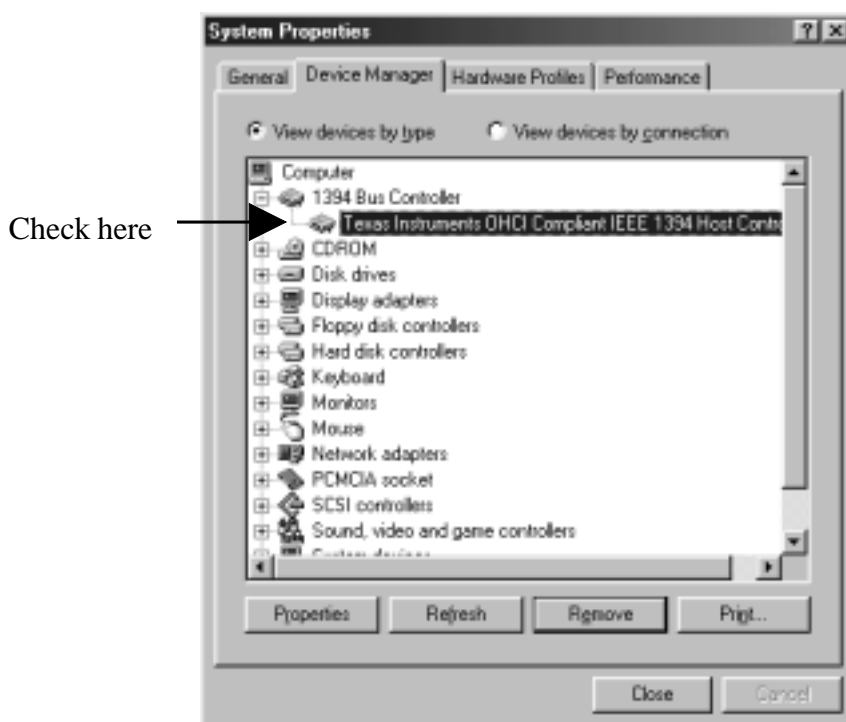 System Properties
General Device Manager Hardware Profiles Performance
View devices by type View devices by connection
Computer
1394 Bus Controller
Check here
Texas Instruments OHCI Compliant IEEE 1394 Host Contro
CDROM
Disk drives
Display adapters
Floppy disk controllers
Hard disk controllers
Keyboard
Monitors
Mouse
Network adapters
PCMCIA socket
SCSI controllers
Sound, video and game controllers
System devices
Properties Refresh Remove Print...
Close Cancel